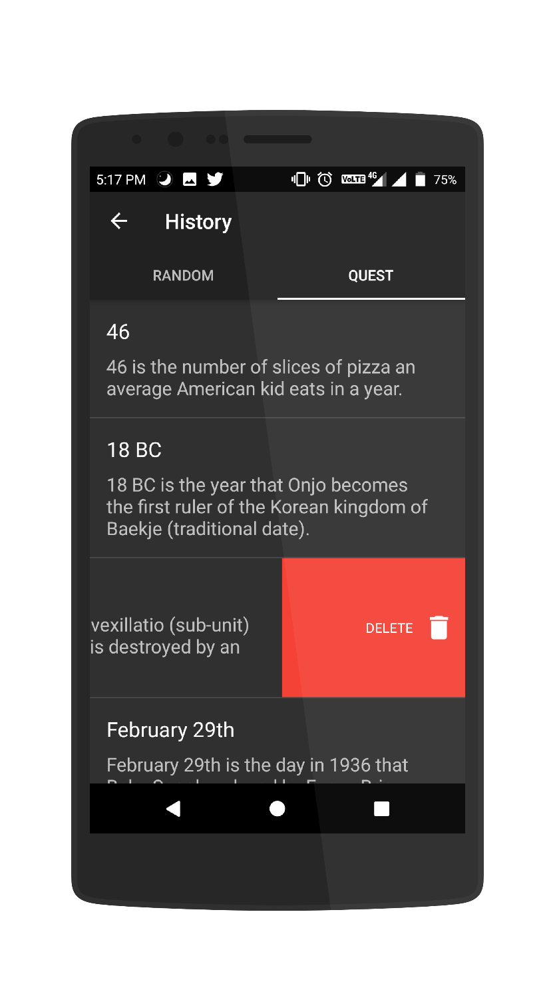 5:17 PM VoLTE 4G 75%
History
RANDOM QUEST
46
46 is the number of slices of pizza an
average American kid eats in a year.
18 BC
18 BC is the year that Onjo becomes
the first ruler of the Korean kingdom of
Baekje (traditional date).
vexillatio (sub-unit)
is destroyed by an
DELETE
February 29th
February 29th is the day in 1936 that